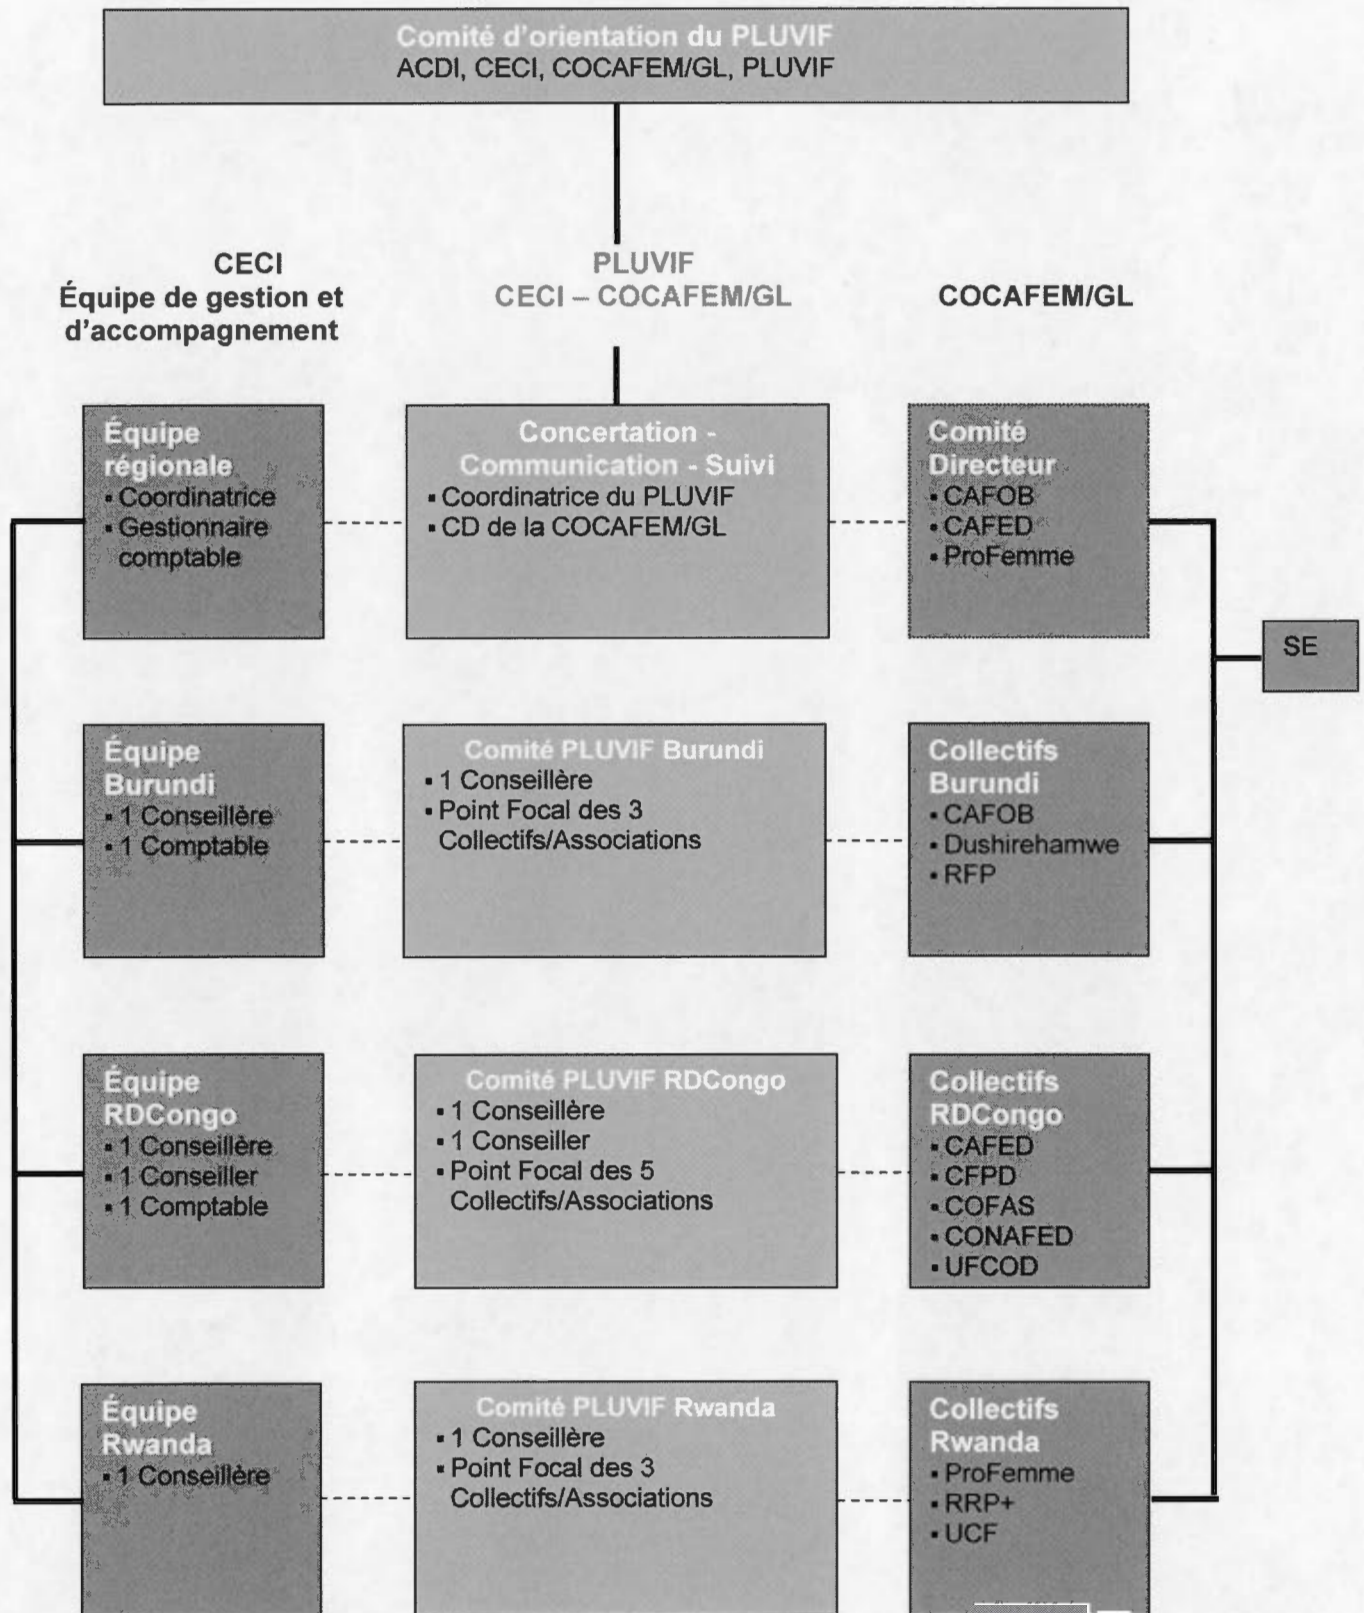 Comité d'orientation du PLUVIF
ACDI, CECI, COCAFEM/GL, PLUVIF
CECI
Équipe de gestion et
d'accompagnement
PLUVIF
CECI – COCAFEM/GL
COCAFEM/GL
Équipe
régionale
▪ Coordinatrice
▪ Gestionnaire
comptable
Concertation -
Communication - Suivi
▪ Coordinatrice du PLUVIF
▪ CD de la COCAFEM/GL
Comité
Directeur
▪ CAFOB
▪ CAFED
▪ ProFemme
SE
Équipe
Burundi
▪ 1 Conseillère
▪ 1 Comptable
Comité PLUVIF Burundi
▪ 1 Conseillère
▪ Point Focal des 3
Collectifs/Associations
Collectifs
Burundi
▪ CAFOB
▪ Dushirehamwe
▪ RFP
Équipe
RDCongo
▪ 1 Conseillère
▪ 1 Conseiller
▪ 1 Comptable
Comité PLUVIF RDCongo
▪ 1 Conseillère
▪ 1 Conseiller
▪ Point Focal des 5
Collectifs/Associations
Collectifs
RDCongo
▪ CAFED
▪ CFPD
▪ COFAS
▪ CONAFED
▪ UFCOD
Équipe
Rwanda
▪ 1 Conseillère
Comité PLUVIF Rwanda
▪ 1 Conseillère
▪ Point Focal des 3
Collectifs/Associations
Collectifs
Rwanda
▪ ProFemme
▪ RRP+
▪ UCF